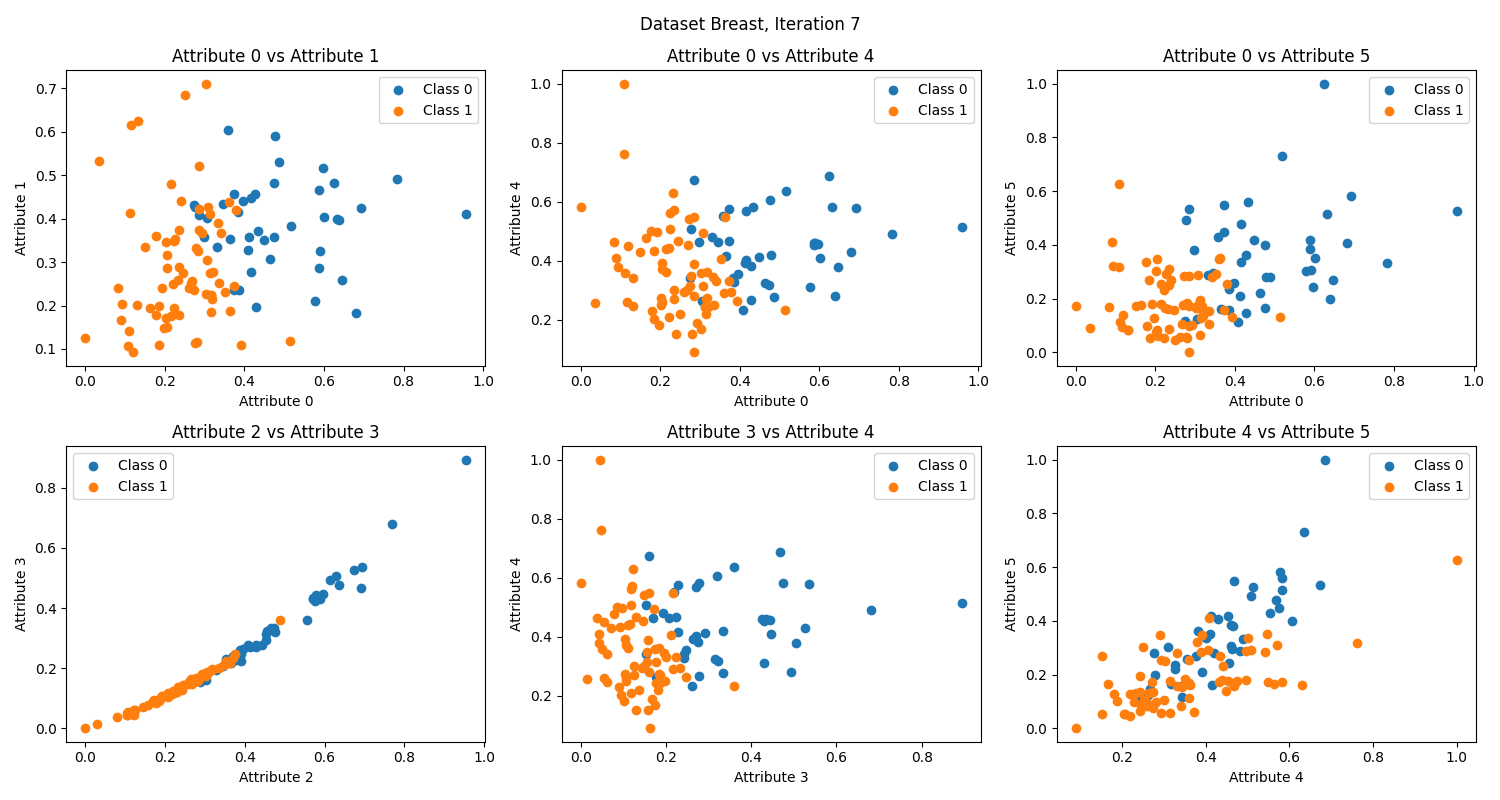 Dataset Breast, Iteration 7
Attribute 0 vs Attribute 1
Class 0
Class 1
0.7
0.6
0.5
0.4
0.3
0.2
0.1
Attribute 1
0.0 0.2 0.4 0.6 0.8 1.0
Attribute 0
Attribute 0 vs Attribute 4
Class 0
Class 1
1.0
0.8
0.6
0.4
0.2
Attribute 4
0.0 0.2 0.4 0.6 0.8 1.0
Attribute 0
Attribute 0 vs Attribute 5
Class 0
Class 1
1.0
0.8
0.6
0.4
0.2
0.0
Attribute 5
0.0 0.2 0.4 0.6 0.8 1.0
Attribute 0
Attribute 2 vs Attribute 3
Class 0
Class 1
0.8
0.6
0.4
0.2
0.0
Attribute 3
0.0 0.2 0.4 0.6 0.8 1.0
Attribute 2
Attribute 3 vs Attribute 4
Class 0
Class 1
1.0
0.8
0.6
0.4
0.2
Attribute 4
0.0 0.2 0.4 0.6 0.8
Attribute 3
Attribute 4 vs Attribute 5
Class 0
Class 1
1.0
0.8
0.6
0.4
0.2
0.0
Attribute 5
0.2 0.4 0.6 0.8 1.0
Attribute 4